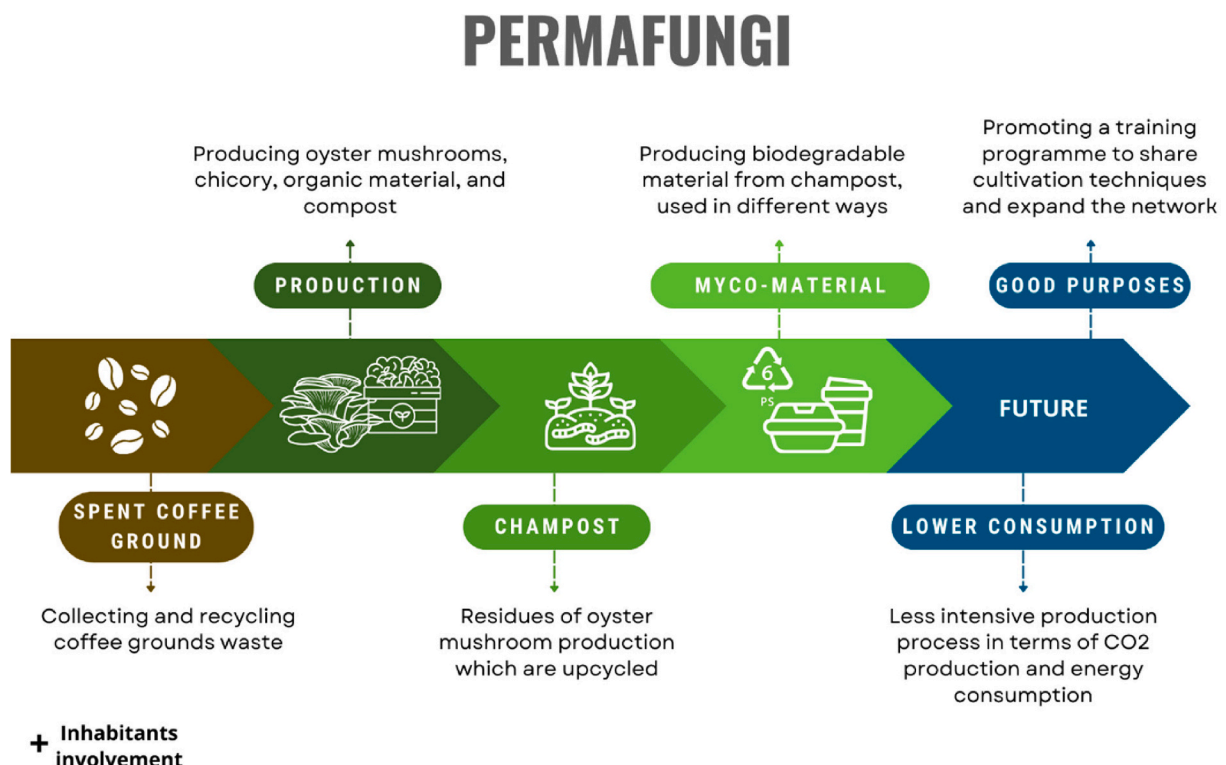 PERMAFUNGI
Producing oyster mushrooms,
chicory, organic material, and
compost
Producing biodegradable
material from champost,
used in different ways
Promoting a training
programme to share
cultivation techniques
and expand the network
PRODUCTION
MYCO-MATERIAL
GOOD PURPOSES
6
PS
FUTURE
SPENT COFFEE
GROUND
CHAMPOST
LOWER CONSUMPTION
Collecting and recycling
coffee grounds waste
Residues of oyster
mushroom production
which are upcycled
Less intensive production
process in terms of CO2
production and energy
consumption
+ Inhabitants
involvement